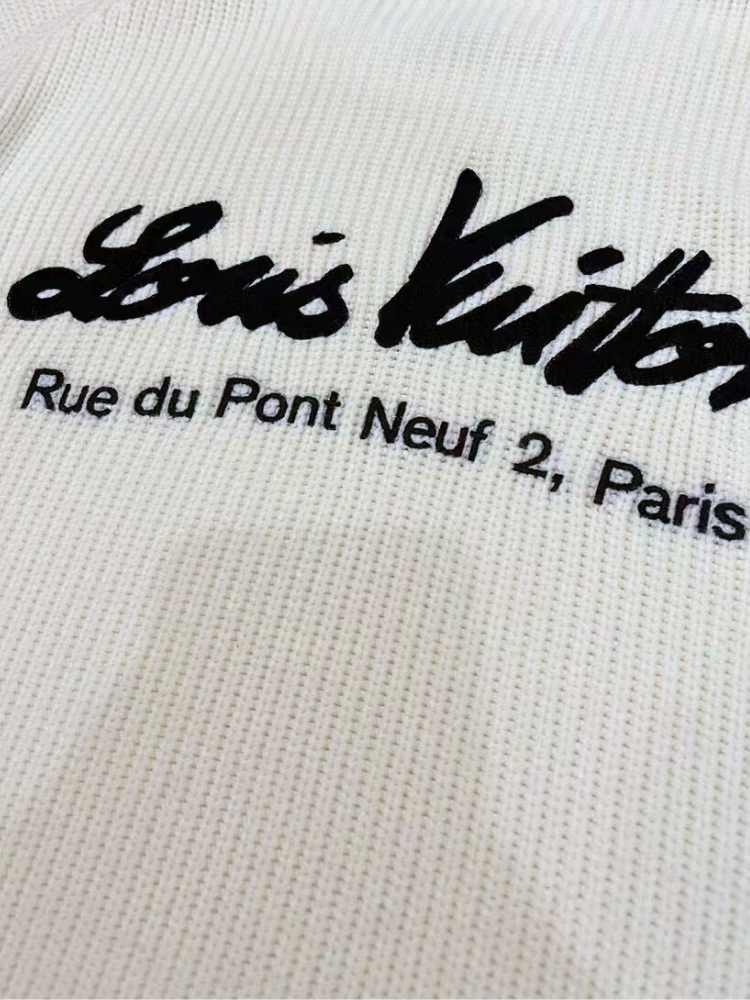 Louis Vuitton
Rue du Pont Neuf 2, Paris